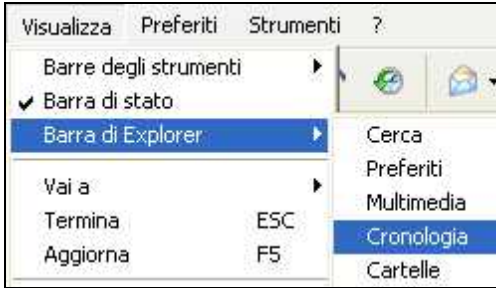 Visualizza Preferiti Strumenti ?
Barre degli strumenti
Barra di stato
Barra di Explorer
Vai a
Termina ESC
Aggiorna F5
Cerca
Preferiti
Multimedia
Cronologia
Cartelle